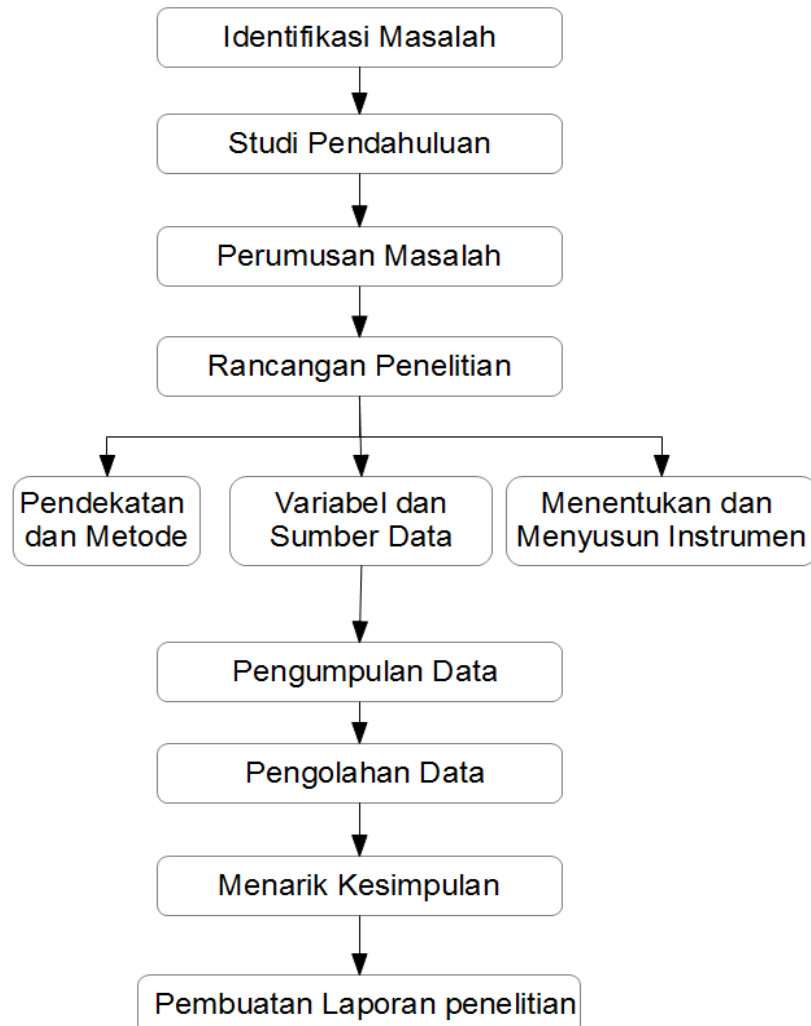 Identifikasi Masalah
Studi Pendahuluan
Perumusan Masalah
Rancangan Penelitian
Pendekatan
dan Metode
Variabel dan
Sumber Data
Menentukan dan
Menyusun Instrumen
Pengumpulan Data
Pengolahan Data
Menarik Kesimpulan
Pembuatan Laporan penelitian